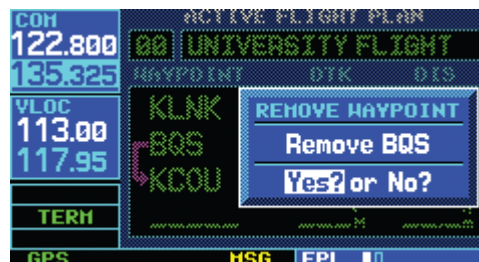 COM
122.800
135.325
VLOC
113.00
117.95
TERM
GPS
ACTIVE FLIGHT PLAN
00 UNIVERSITY FLIGHT
WAYPOINT DTK DIS
KLNK
BQS
KCOU
REMOVE WAYPOINT
Remove BQS
Yes? or No?
MSG
FPL